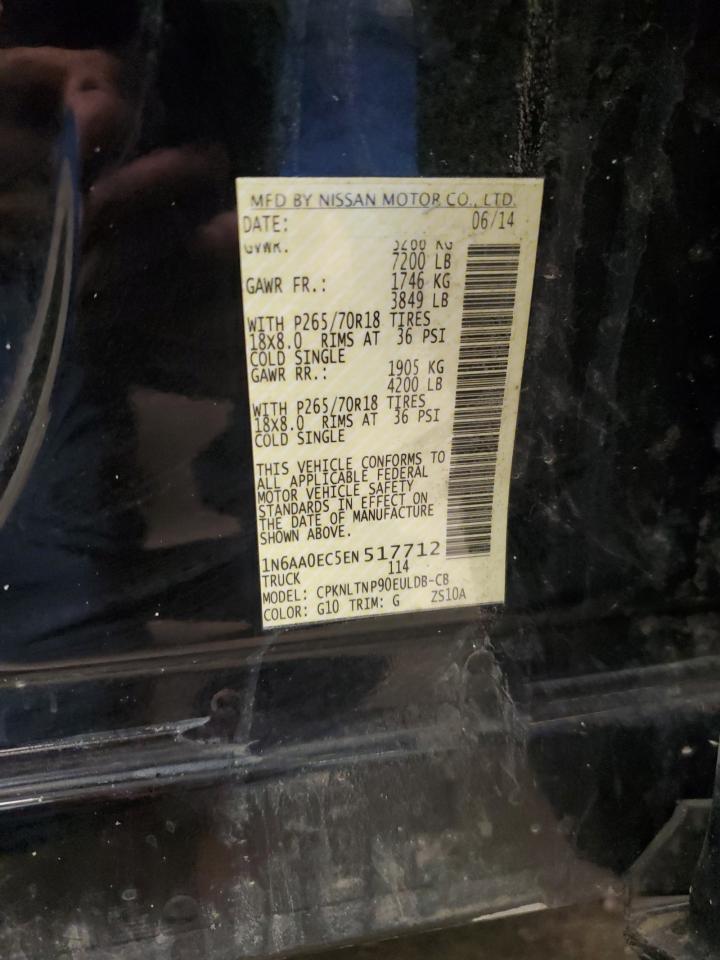 MFD BY NISSAN MOTOR CO., LTD.
DATE: 06/14
GVWR: 3266 KG
7200 LB
GAWR FR.: 1746 KG
3849 LB
WITH P265/70R18 TIRES
18X8.0 RIMS AT 36 PSI
COLD SINGLE
GAWR RR.: 1905 KG
4200 LB
WITH P265/70R18 TIRES
18X8.0 RIMS AT 36 PSI
COLD SINGLE
THIS VEHICLE CONFORMS TO
ALL APPLICABLE FEDERAL
MOTOR VEHICLE SAFETY
STANDARDS IN EFFECT ON
THE DATE OF MANUFACTURE
SHOWN ABOVE.
1N6AA0EC5EN517712
TRUCK 114
MODEL: CPKNLTNP90EULDB-CB
COLOR: G10 TRIM: G ZS10A